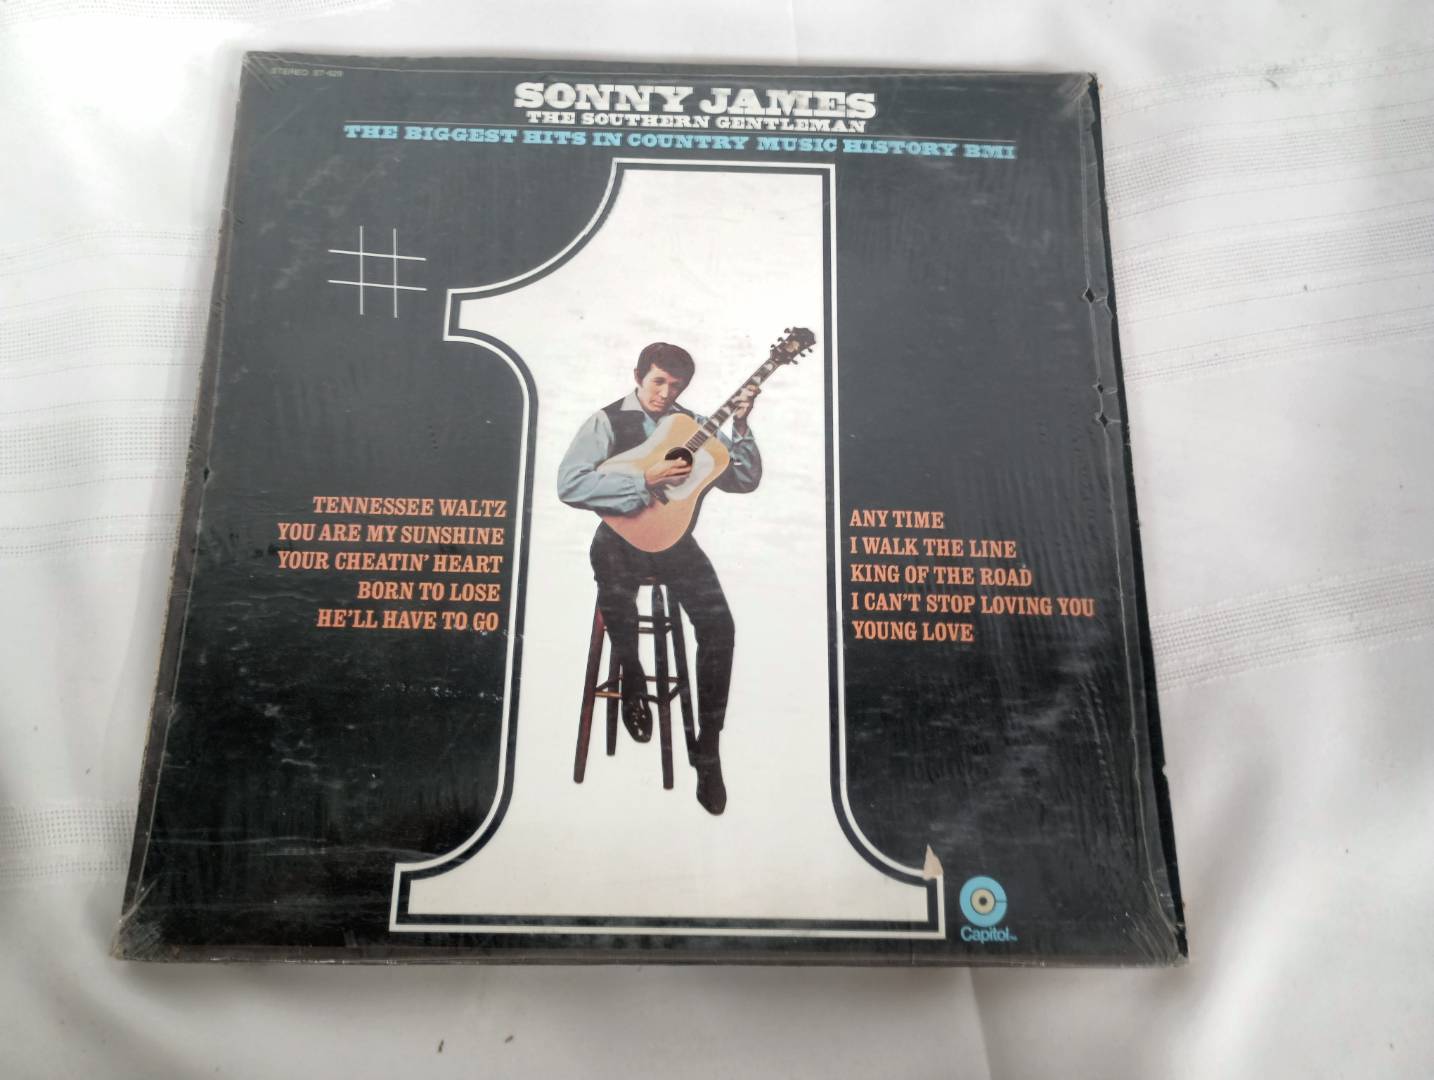 STEREO ST-629
SONNY JAMES
THE SOUTHERN GENTLEMAN
THE BIGGEST HITS IN COUNTRY MUSIC HISTORY BMI
#1
TENNESSEE WALTZ
YOU ARE MY SUNSHINE
YOUR CHEATIN' HEART
BORN TO LOSE
HE'LL HAVE TO GO
ANY TIME
I WALK THE LINE
KING OF THE ROAD
I CAN'T STOP LOVING YOU
YOUNG LOVE
Capitol